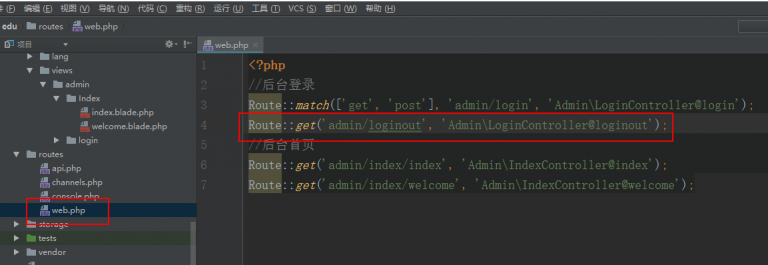 件(F) 编辑(E) 视图(V) 导航(N) 代码(C) 重构(R) 运行(U) 工具(T) VCS(S) 窗口(W) 帮助(H)
edu routes web.php
项目
web.php
lang
views
admin
Index
index.blade.php
welcome.blade.php
login
routes
api.php
channels.php
console.php
web.php
storage
tests
vendor
1 <?php
2 //后台登录
3 Route::match(['get', 'post'], 'admin/login', 'Admin\LoginController@login');
4 Route::get('admin/loginout', 'Admin\LoginController@loginout');
5 //后台首页
6 Route::get('admin/index/index', 'Admin\IndexController@index');
7 Route::get('admin/index/welcome', 'Admin\IndexController@welcome');